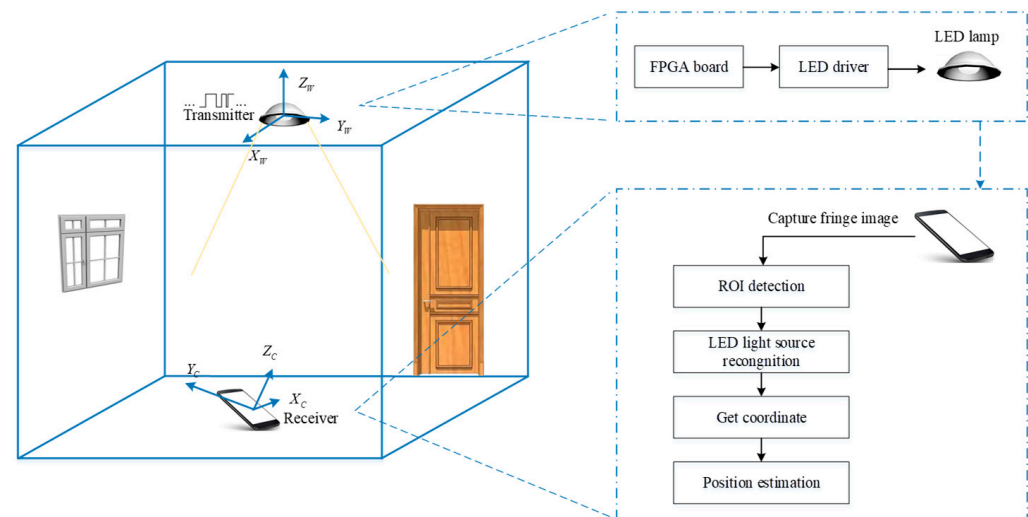 Z_W
... ...
Transmitter
Y_W
X_W
Z_C
Y_C
X_C
Receiver
LED lamp
FPGA board
LED driver
Capture fringe image
ROI detection
LED light source
recongnition
Get coordinate
Position estimation